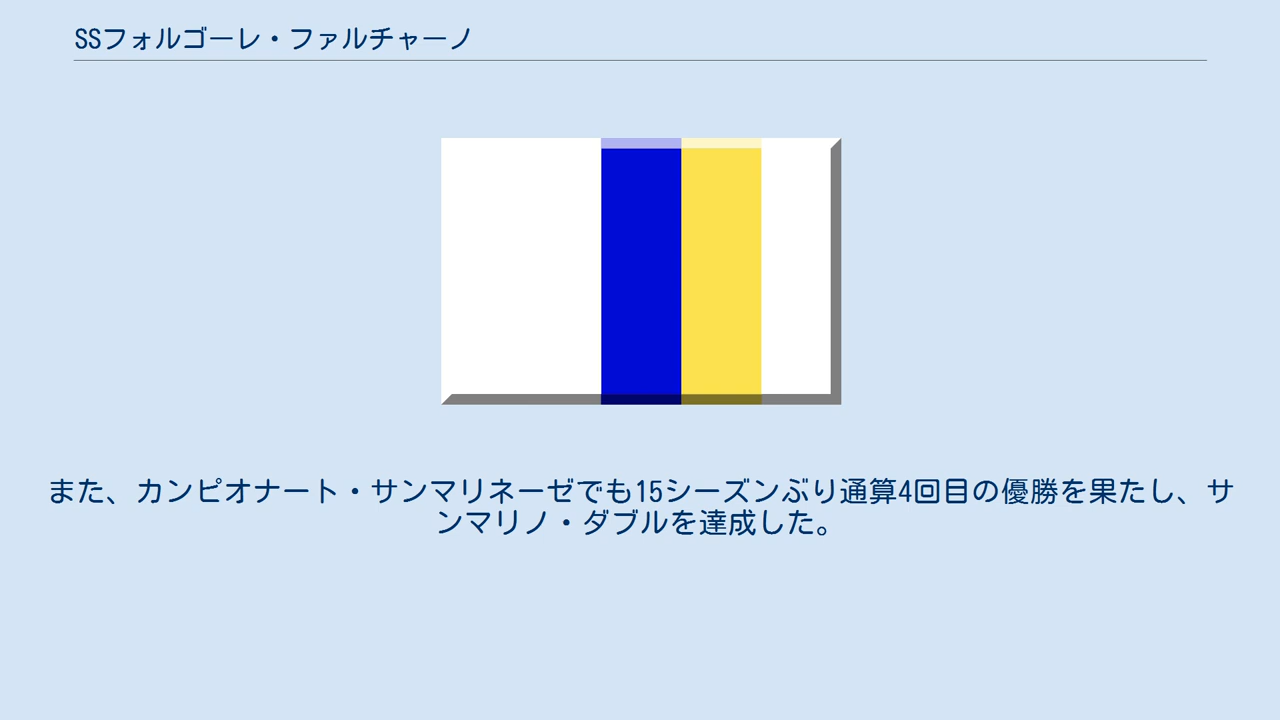 SSフォルゴーレ・ファルチャーノ
また、カンピオナート・サンマリネーゼでも15シーズンぶり通算4回目の優勝を果たし、サ
ンマリノ・ダブルを達成した。